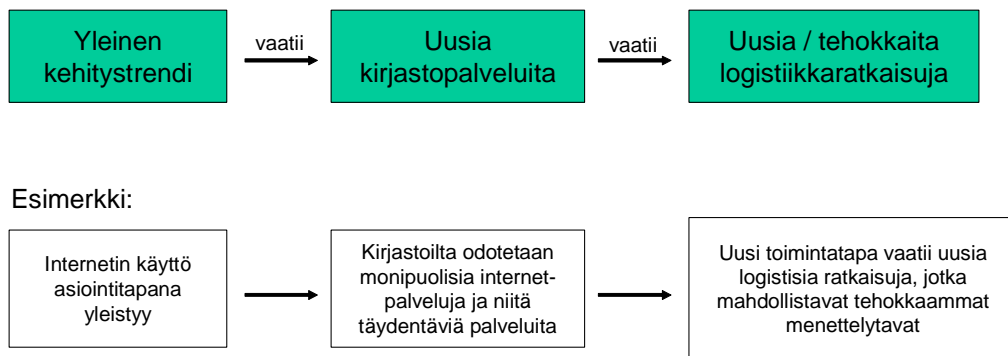 Yleinen
kehitystrendi
vaatii
Uusia
kirjastopalveluita
vaatii
Uusia / tehokkaita
logistiikkaratkaisuja
Esimerkki:
Internetin käyttö
asiointitapana
yleistyy
Kirjastoilta odotetaan
monipuolisia internet-
palveluja ja niitä
täydentäviä palveluita
Uusi toimintatapa vaatii uusia
logistisia ratkaisuja, jotka
mahdollistavat tehokkaammat
menettelytavat